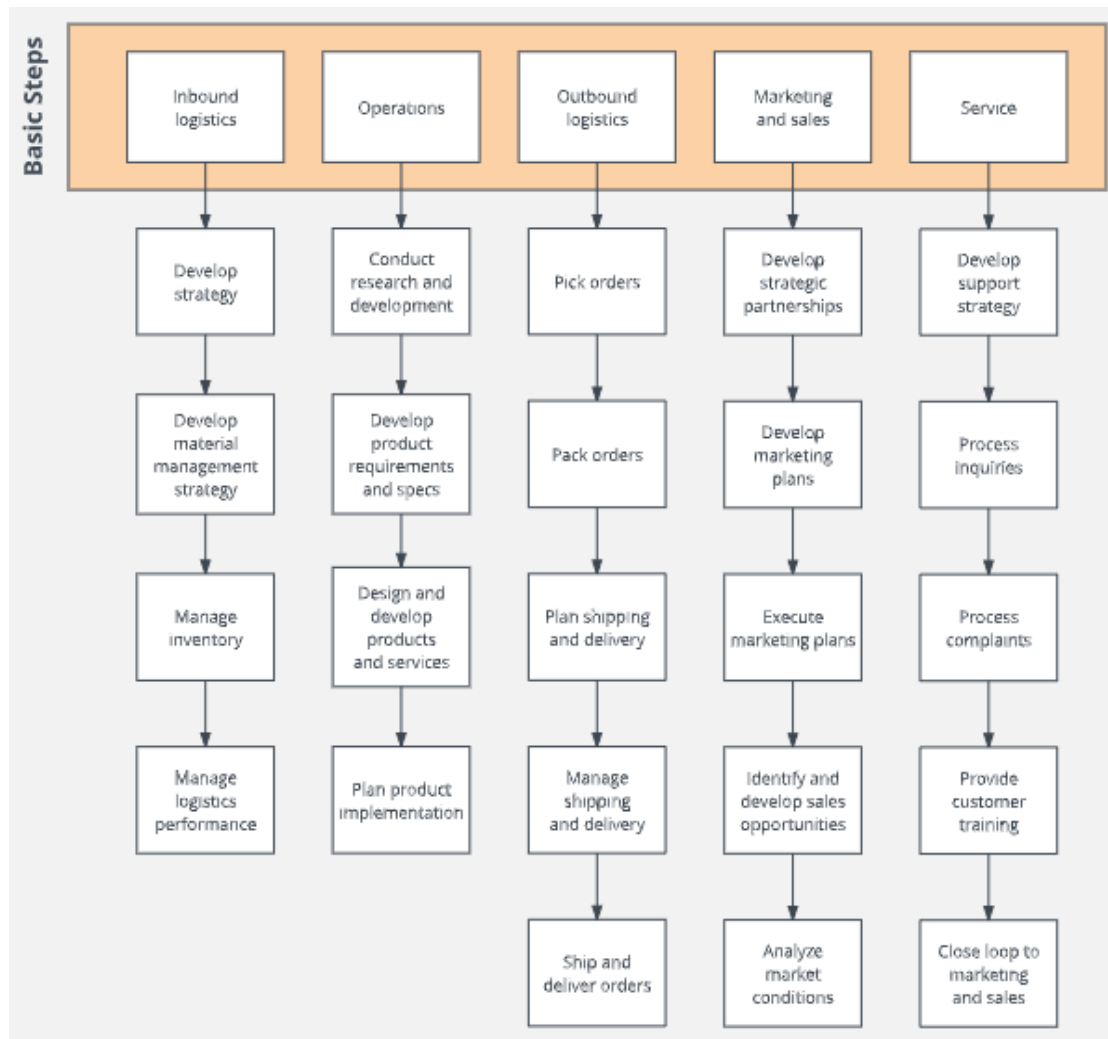 Basic Steps
Inbound
logistics
Operations
Outbound
logistics
Marketing
and sales
Service
Develop
strategy
Conduct
research and
development
Pick orders
Develop
strategic
partnerships
Develop
support
strategy
Develop
material
management
strategy
Develop
product
requirements
and specs
Pack orders
Develop
marketing
plans
Process
inquiries
Manage
inventory
Design and
develop
products
and services
Plan shipping
and delivery
Execute
marketing plans
Process
complaints
Manage
logistics
performance
Plan product
implementation
Manage
shipping
and delivery
Identify and
develop sales
opportunities
Provide
customer
training
Ship and
deliver orders
Analyze
market
conditions
Close loop to
marketing
and sales